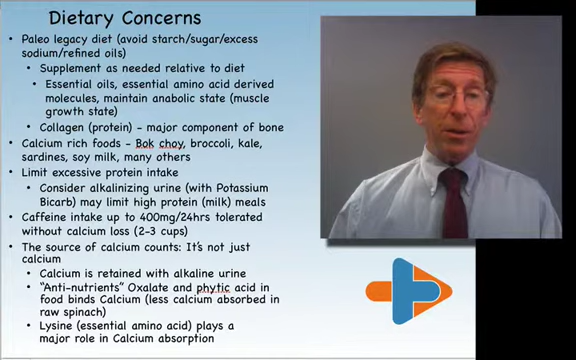 Dietary Concerns
• Paleo legacy diet (avoid starch/sugar/excess
sodium/refined oils)
• Supplement as needed relative to diet
• Essential oils, essential amino acid derived
molecules, maintain anabolic state (muscle
growth state)
• Collagen (protein) – major component of bone
• Calcium rich foods – Bok choy, broccoli, kale,
sardines, soy milk, many others
• Limit excessive protein intake
• Consider alkalinizing urine (with Potassium
Bicarb) may limit high protein (milk) meals
• Caffeine intake up to 400mg/24hrs tolerated
without calcium loss (2-3 cups)
• The source of calcium counts: It's not just
calcium
• Calcium is retained with alkaline urine
• "Anti-nutrients" Oxalate and phytic acid in
food binds Calcium (less calcium absorbed in
raw spinach)
• Lysine (essential amino acid) plays a
major role in Calcium absorption